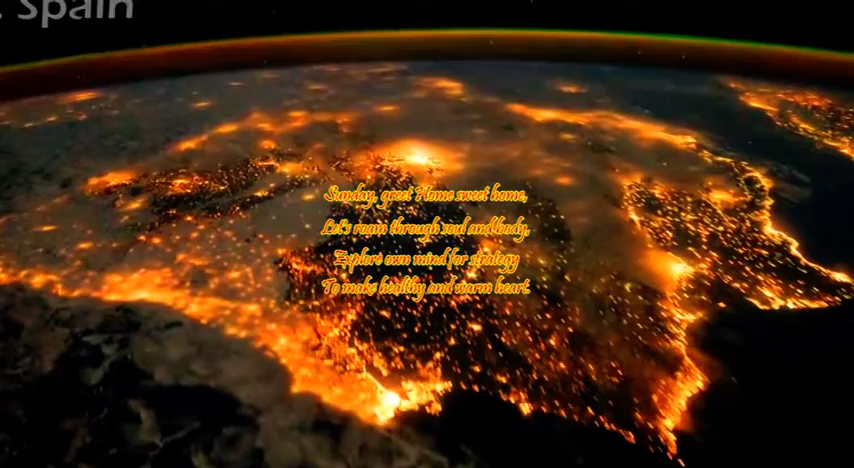 Spain
Sunday, greet Home sweet home,
Let's roam through soul and body,
Explore own mind for strategy
To make healthy and warm heart.